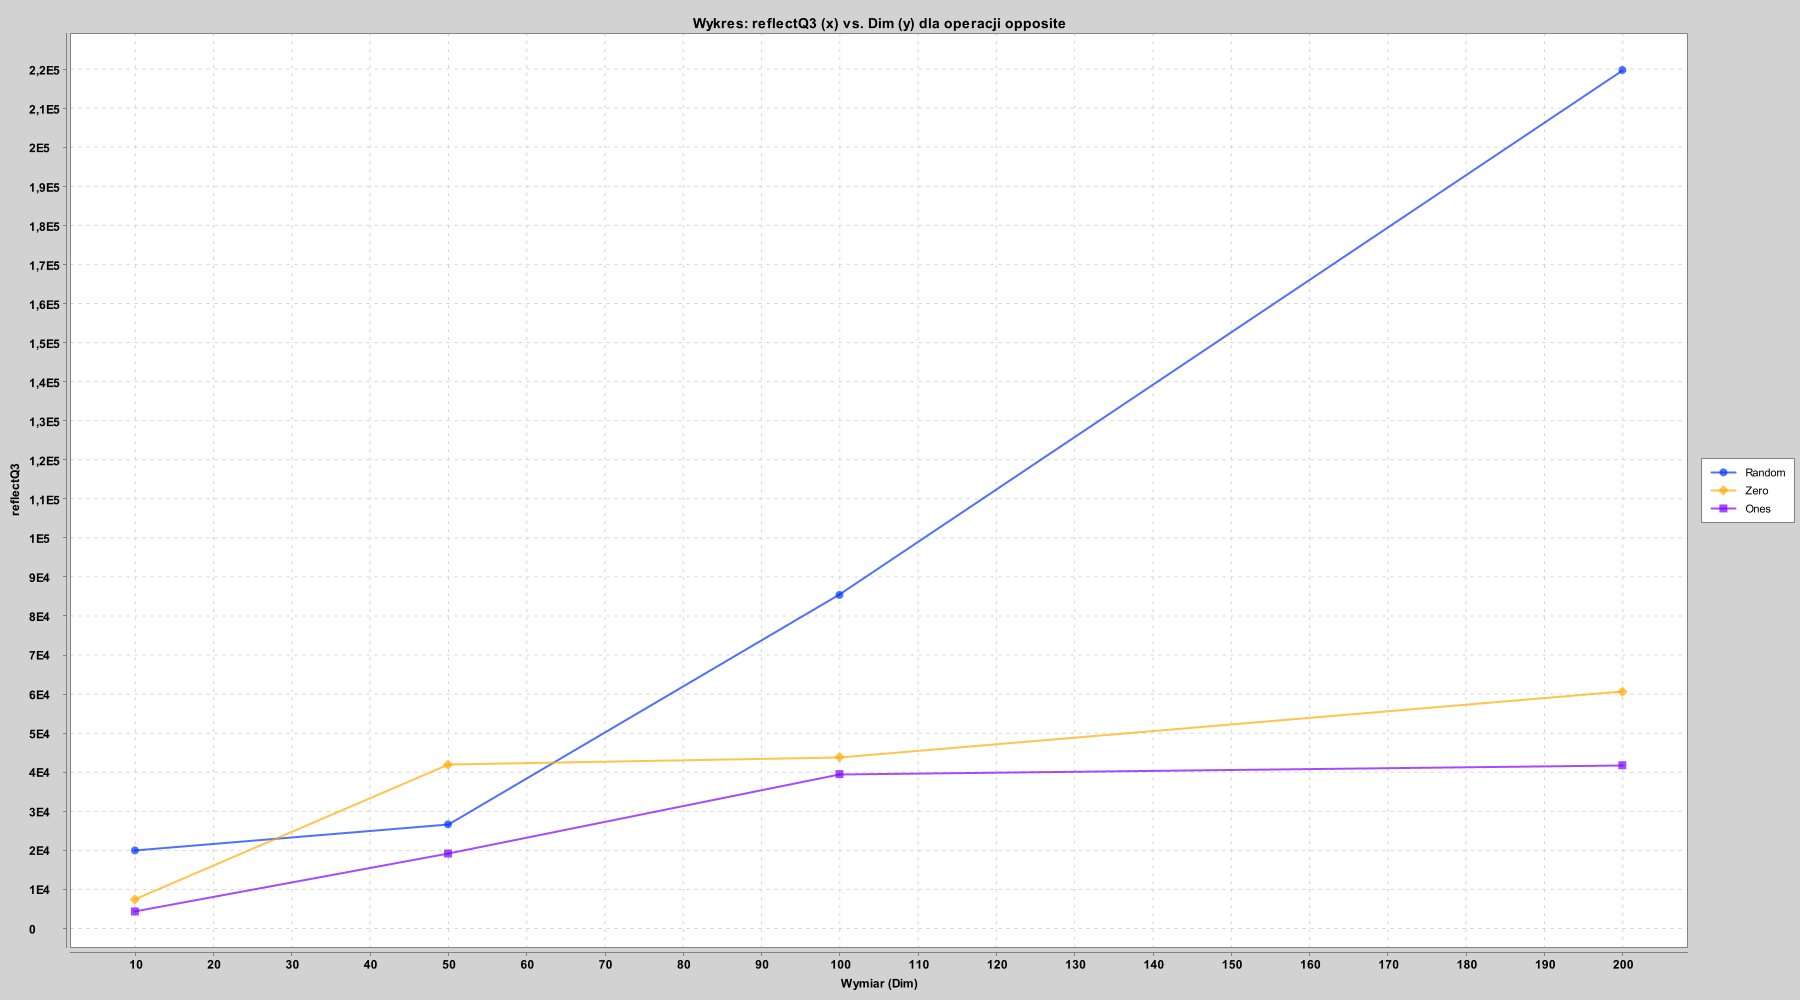 Wykres: reflectQ3 (x) vs. Dim (y) dla operacji opposite
2,2E5
2,1E5
2E5
1,9E5
1,8E5
1,7E5
1,6E5
1,5E5
1,4E5
1,3E5
1,2E5
1,1E5
1E5
9E4
8E4
7E4
6E4
5E4
4E4
3E4
2E4
1E4
0
reflectQ3
10 20 30 40 50 60 70 80 90 100 110 120 130 140 150 160 170 180 190 200
Wymiar (Dim)
Random
Zero
Ones